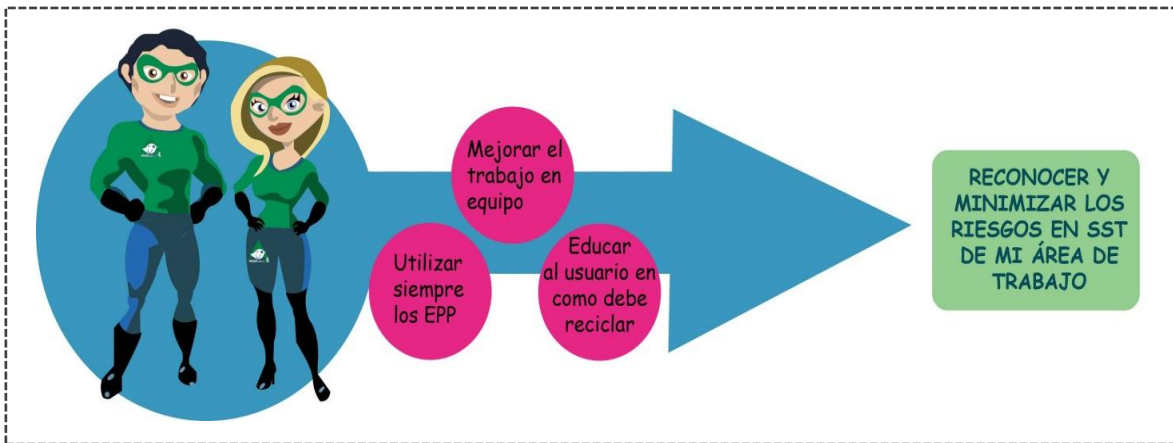 Mejorar el
trabajo en
equipo
Utilizar
siempre
los EPP
Educar
al usuario en
como debe
reciclar
RECONOCER Y
MINIMIZAR LOS
RIESGOS EN SST
DE MI ÁREA DE
TRABAJO